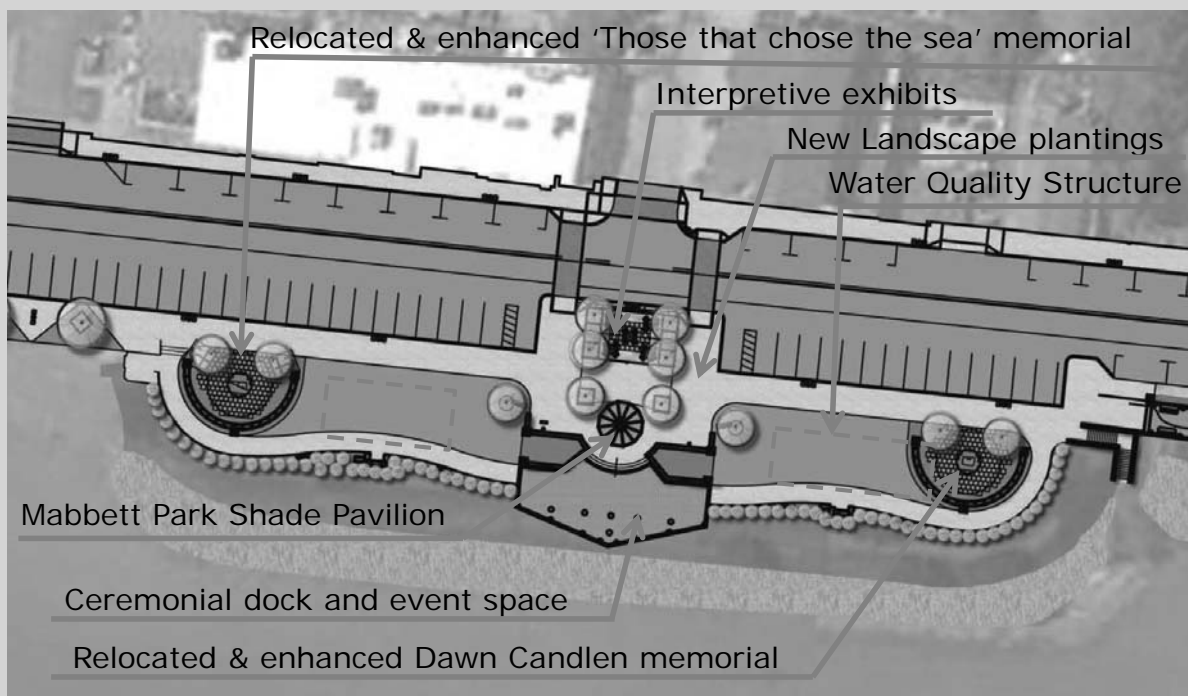 Relocated & enhanced ‘Those that chose the sea’ memorial
Interpretive exhibits
New Landscape plantings
Water Quality Structure
Mabbett Park Shade Pavilion
Ceremonial dock and event space
Relocated & enhanced Dawn Candlen memorial